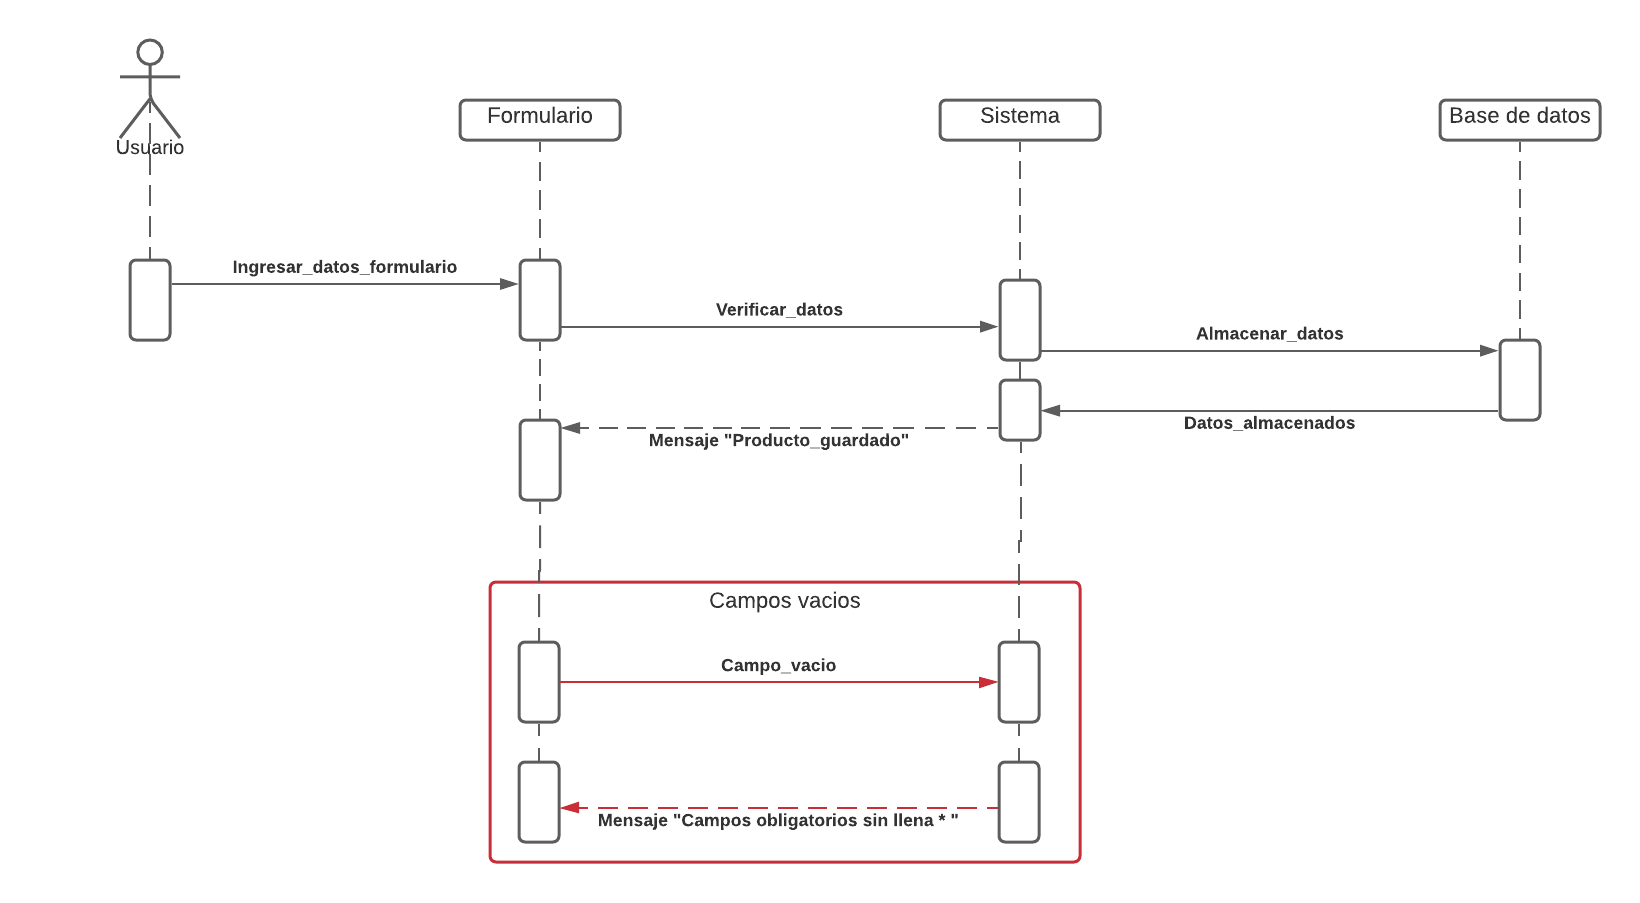 Usuario
Formulario
Sistema
Base de datos
Ingresar_datos_formulario
Verificar_datos
Almacenar_datos
Datos_almacenados
Mensaje "Producto_guardado"
Campos vacios
Campo_vacio
Mensaje "Campos obligatorios sin llena * "